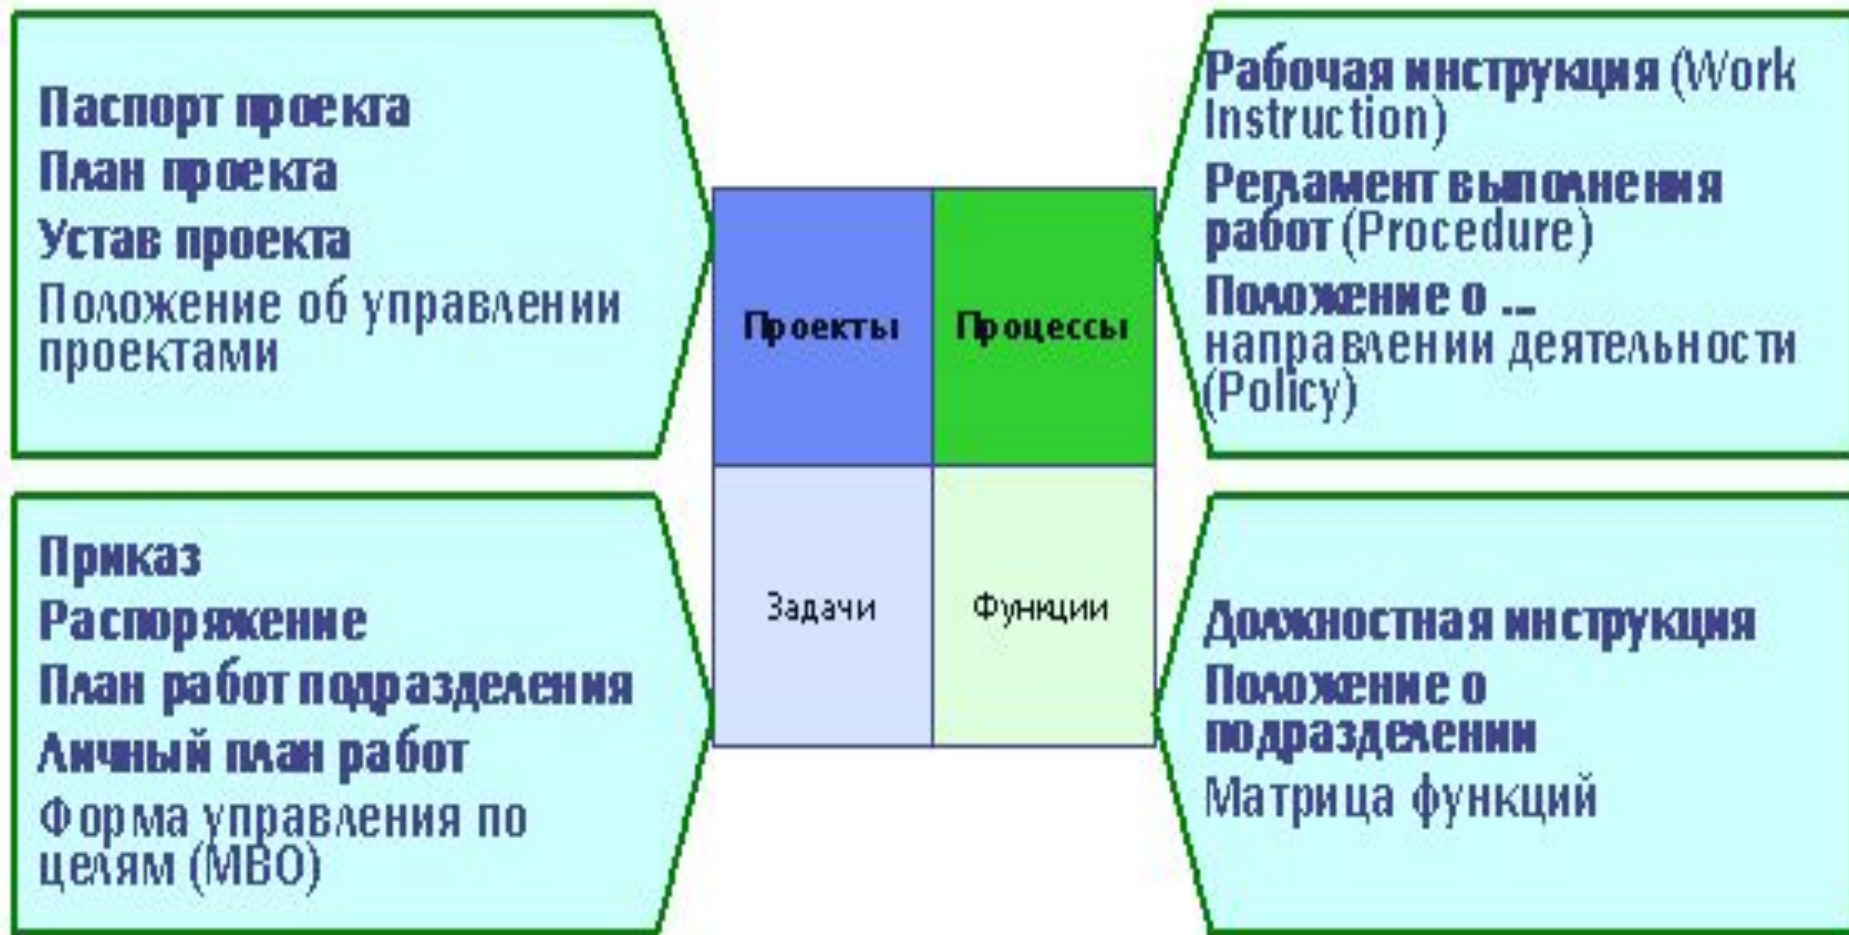 Паспорт проекта
План проекта
Устав проекта
Положение об управлении
проектами
Рабочая инструкция (Work
Instruction)
Регламент выполнения
работ (Procedure)
Положение о ...
направлении деятельности
(Policy)
Проекты
Процессы
Задачи
Функции
Приказ
Распоряжение
План работ подразделения
Личный план работ
Форма управления по
целям (MBO)
Должностная инструкция
Положение о
подразделении
Матрица функций